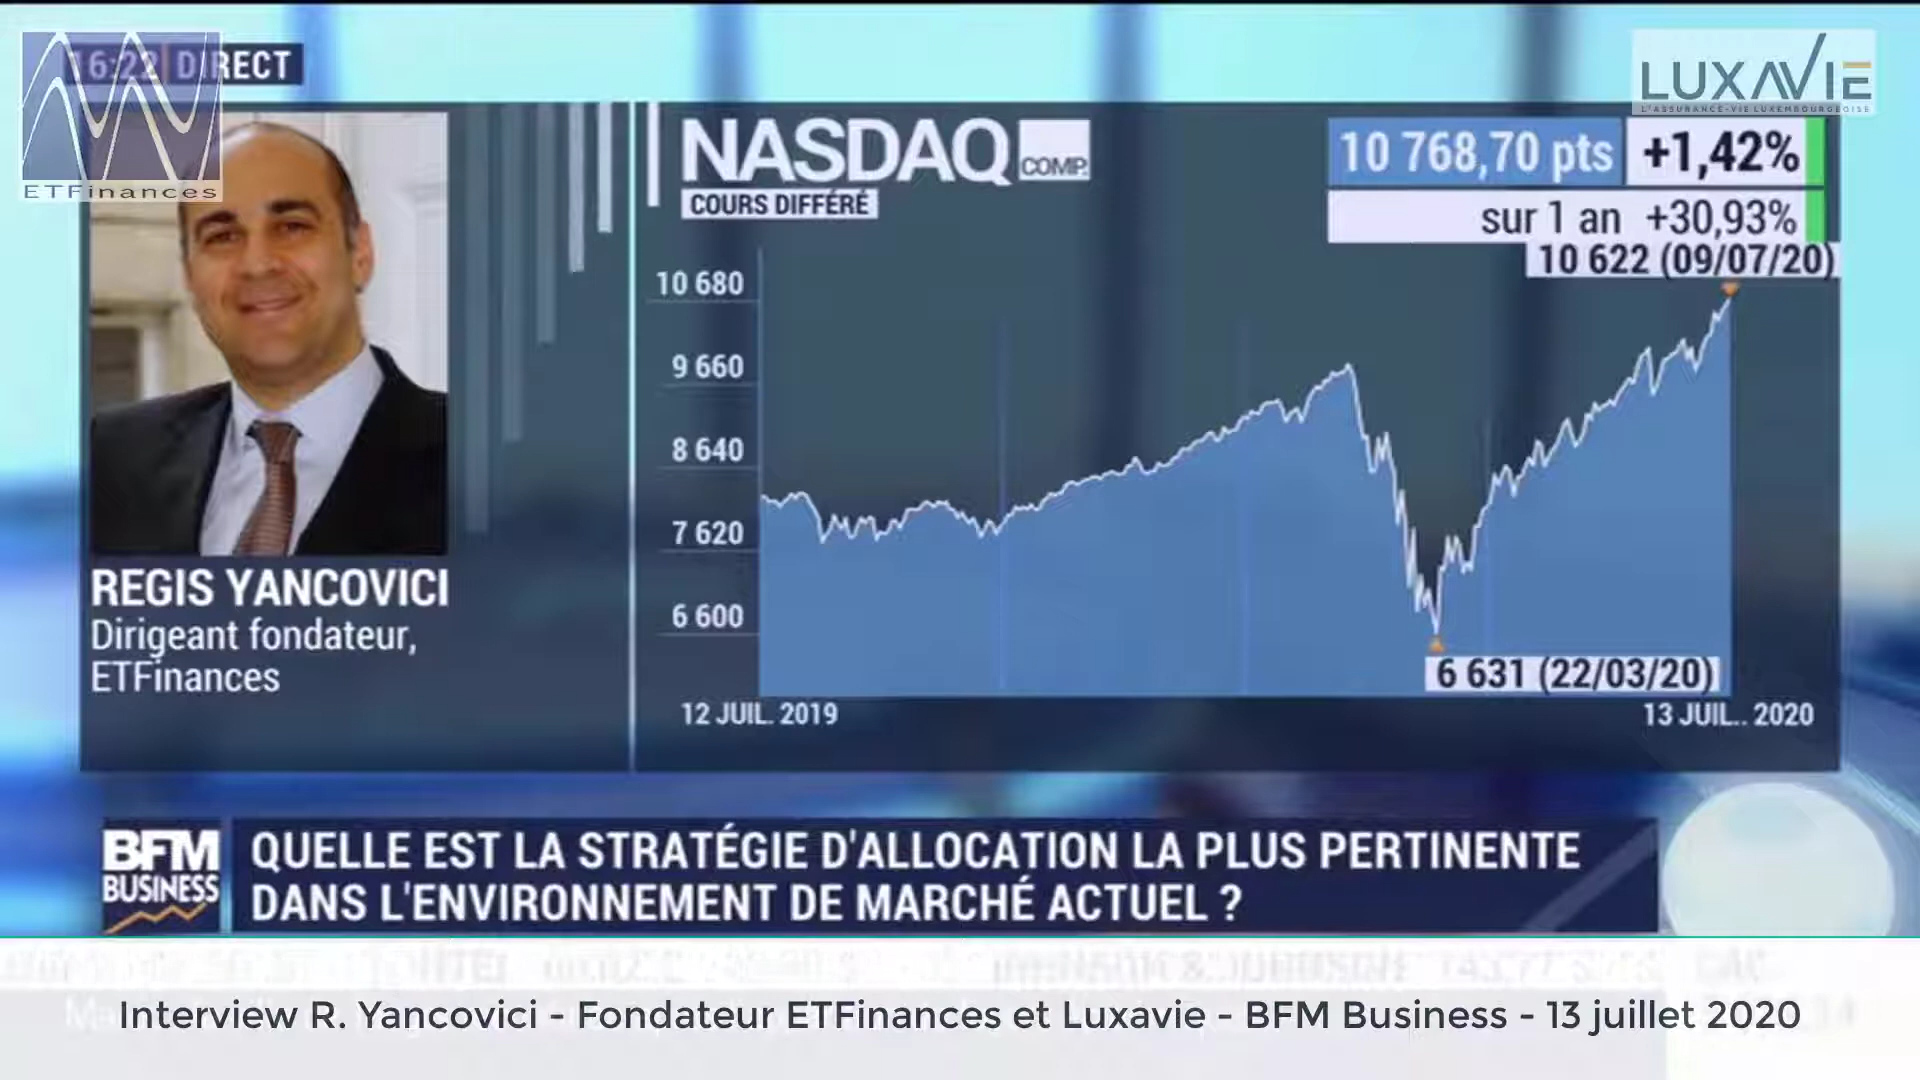 16:22 DIRECT
ETFinances
LUXAVIE
L'ASSURANCE-VIE LUXEMBOURGEOISE
NASDAQ COMP.
COURS DIFFÉRÉ
10 768,70 pts +1,42%
sur 1 an +30,93%
10 622 (09/07/20)
10 680
9 660
8 640
7 620
6 600
6 631 (22/03/20)
12 JUIL. 2019
13 JUIL.. 2020
REGIS YANCOVICI
Dirigeant fondateur,
ETFinances
BFM
BUSINESS
QUELLE EST LA STRATÉGIE D'ALLOCATION LA PLUS PERTINENTE
DANS L'ENVIRONNEMENT DE MARCHÉ ACTUEL ?
Interview R. Yancovici - Fondateur ETFinances et Luxavie - BFM Business - 13 juillet 2020